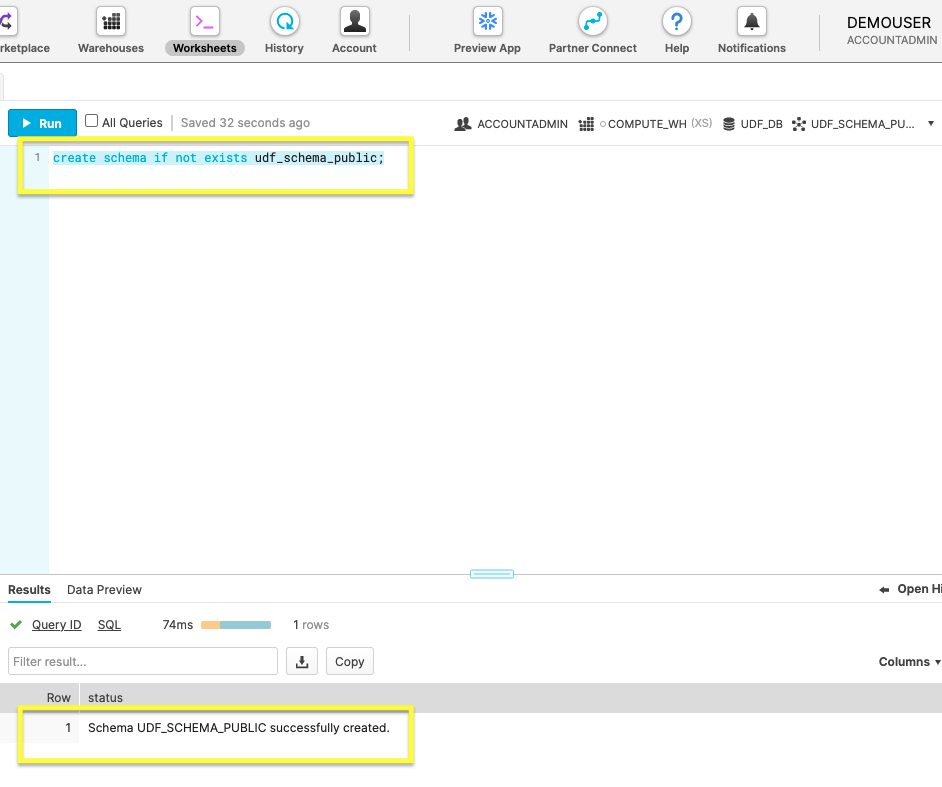 rketplace
Warehouses
Worksheets
History
Account
Preview App
Partner Connect
Help
Notifications
DEMOUSER
ACCOUNTADMIN
Run
All Queries
Saved 32 seconds ago
ACCOUNTADMIN
COMPUTE_WH (XS)
UDF_DB
UDF_SCHEMA_PU...
1 create schema if not exists udf_schema_public;
Results
Data Preview
Open Hi
Query ID
SQL
74ms
1 rows
Filter result...
Copy
Columns
Row status
1 Schema UDF_SCHEMA_PUBLIC successfully created.